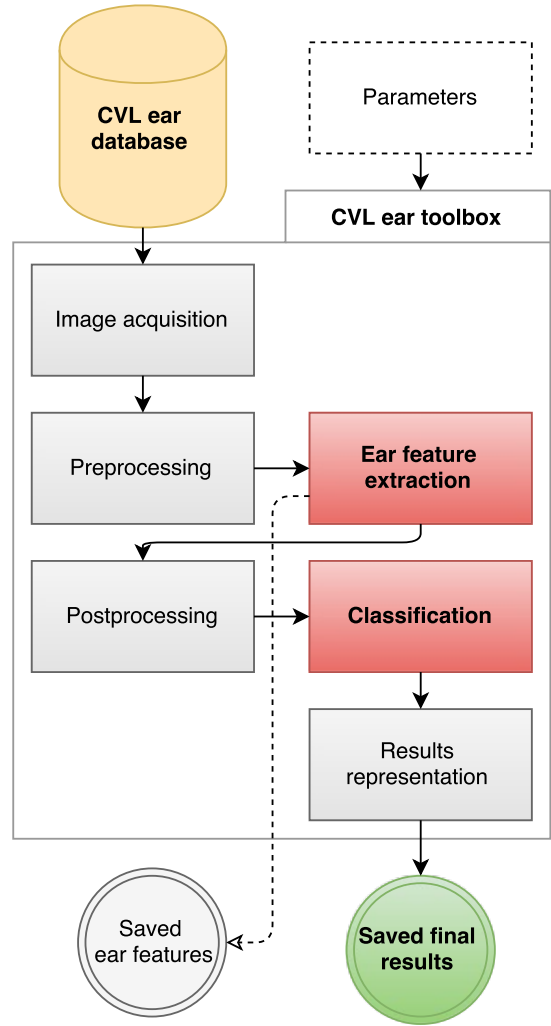 CVL ear
database
Parameters
CVL ear toolbox
Image acquisition
Preprocessing
Ear feature
extraction
Postprocessing
Classification
Results
representation
Saved
ear features
Saved final
results